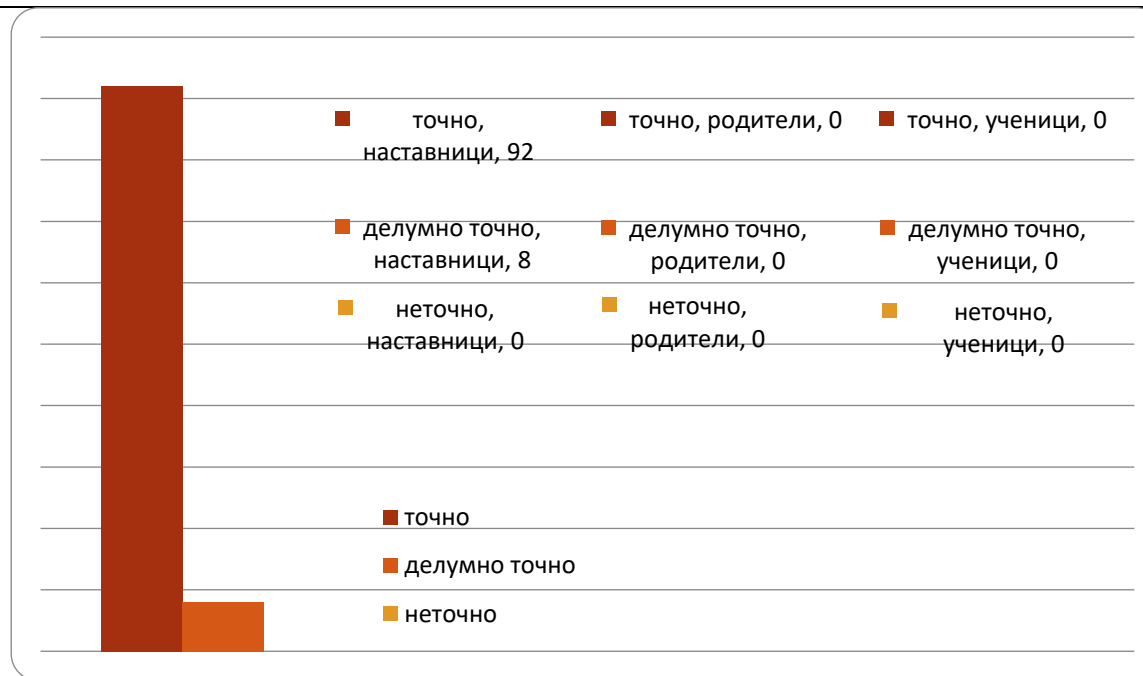 точно,
наставници, 92
точно, родители, 0
точно, ученици, 0
делумно точно,
наставници, 8
делумно точно,
родители, 0
делумно точно,
ученици, 0
неточно,
наставници, 0
неточно,
родители, 0
неточно,
ученици, 0
точно
делумно точно
неточно